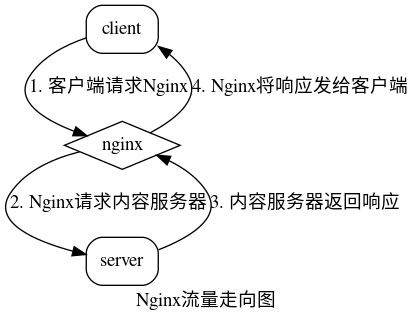 client
1. 客户端请求Nginx
4. Nginx将响应发给客户端
nginx
2. Nginx请求内容服务器
3. 内容服务器返回响应
server
Nginx流量走向图